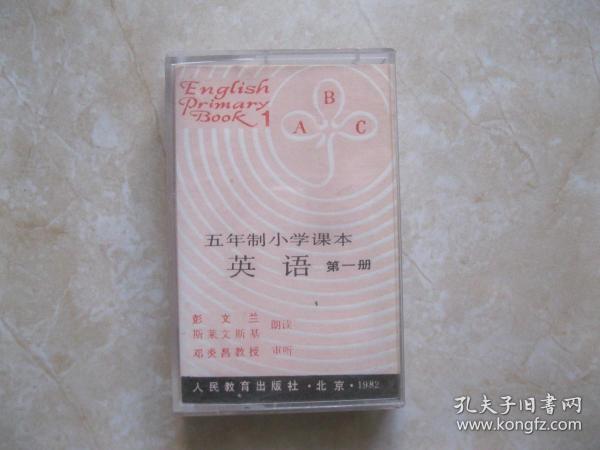 English
Primary
Book 1
B
A C
五年制小学课本
英语 第一册
彭文兰
斯莱文斯基 朗读
邓炎昌教授 审听
人民教育出版社·北京·1982
孔夫子旧书网
www.kongfz.com